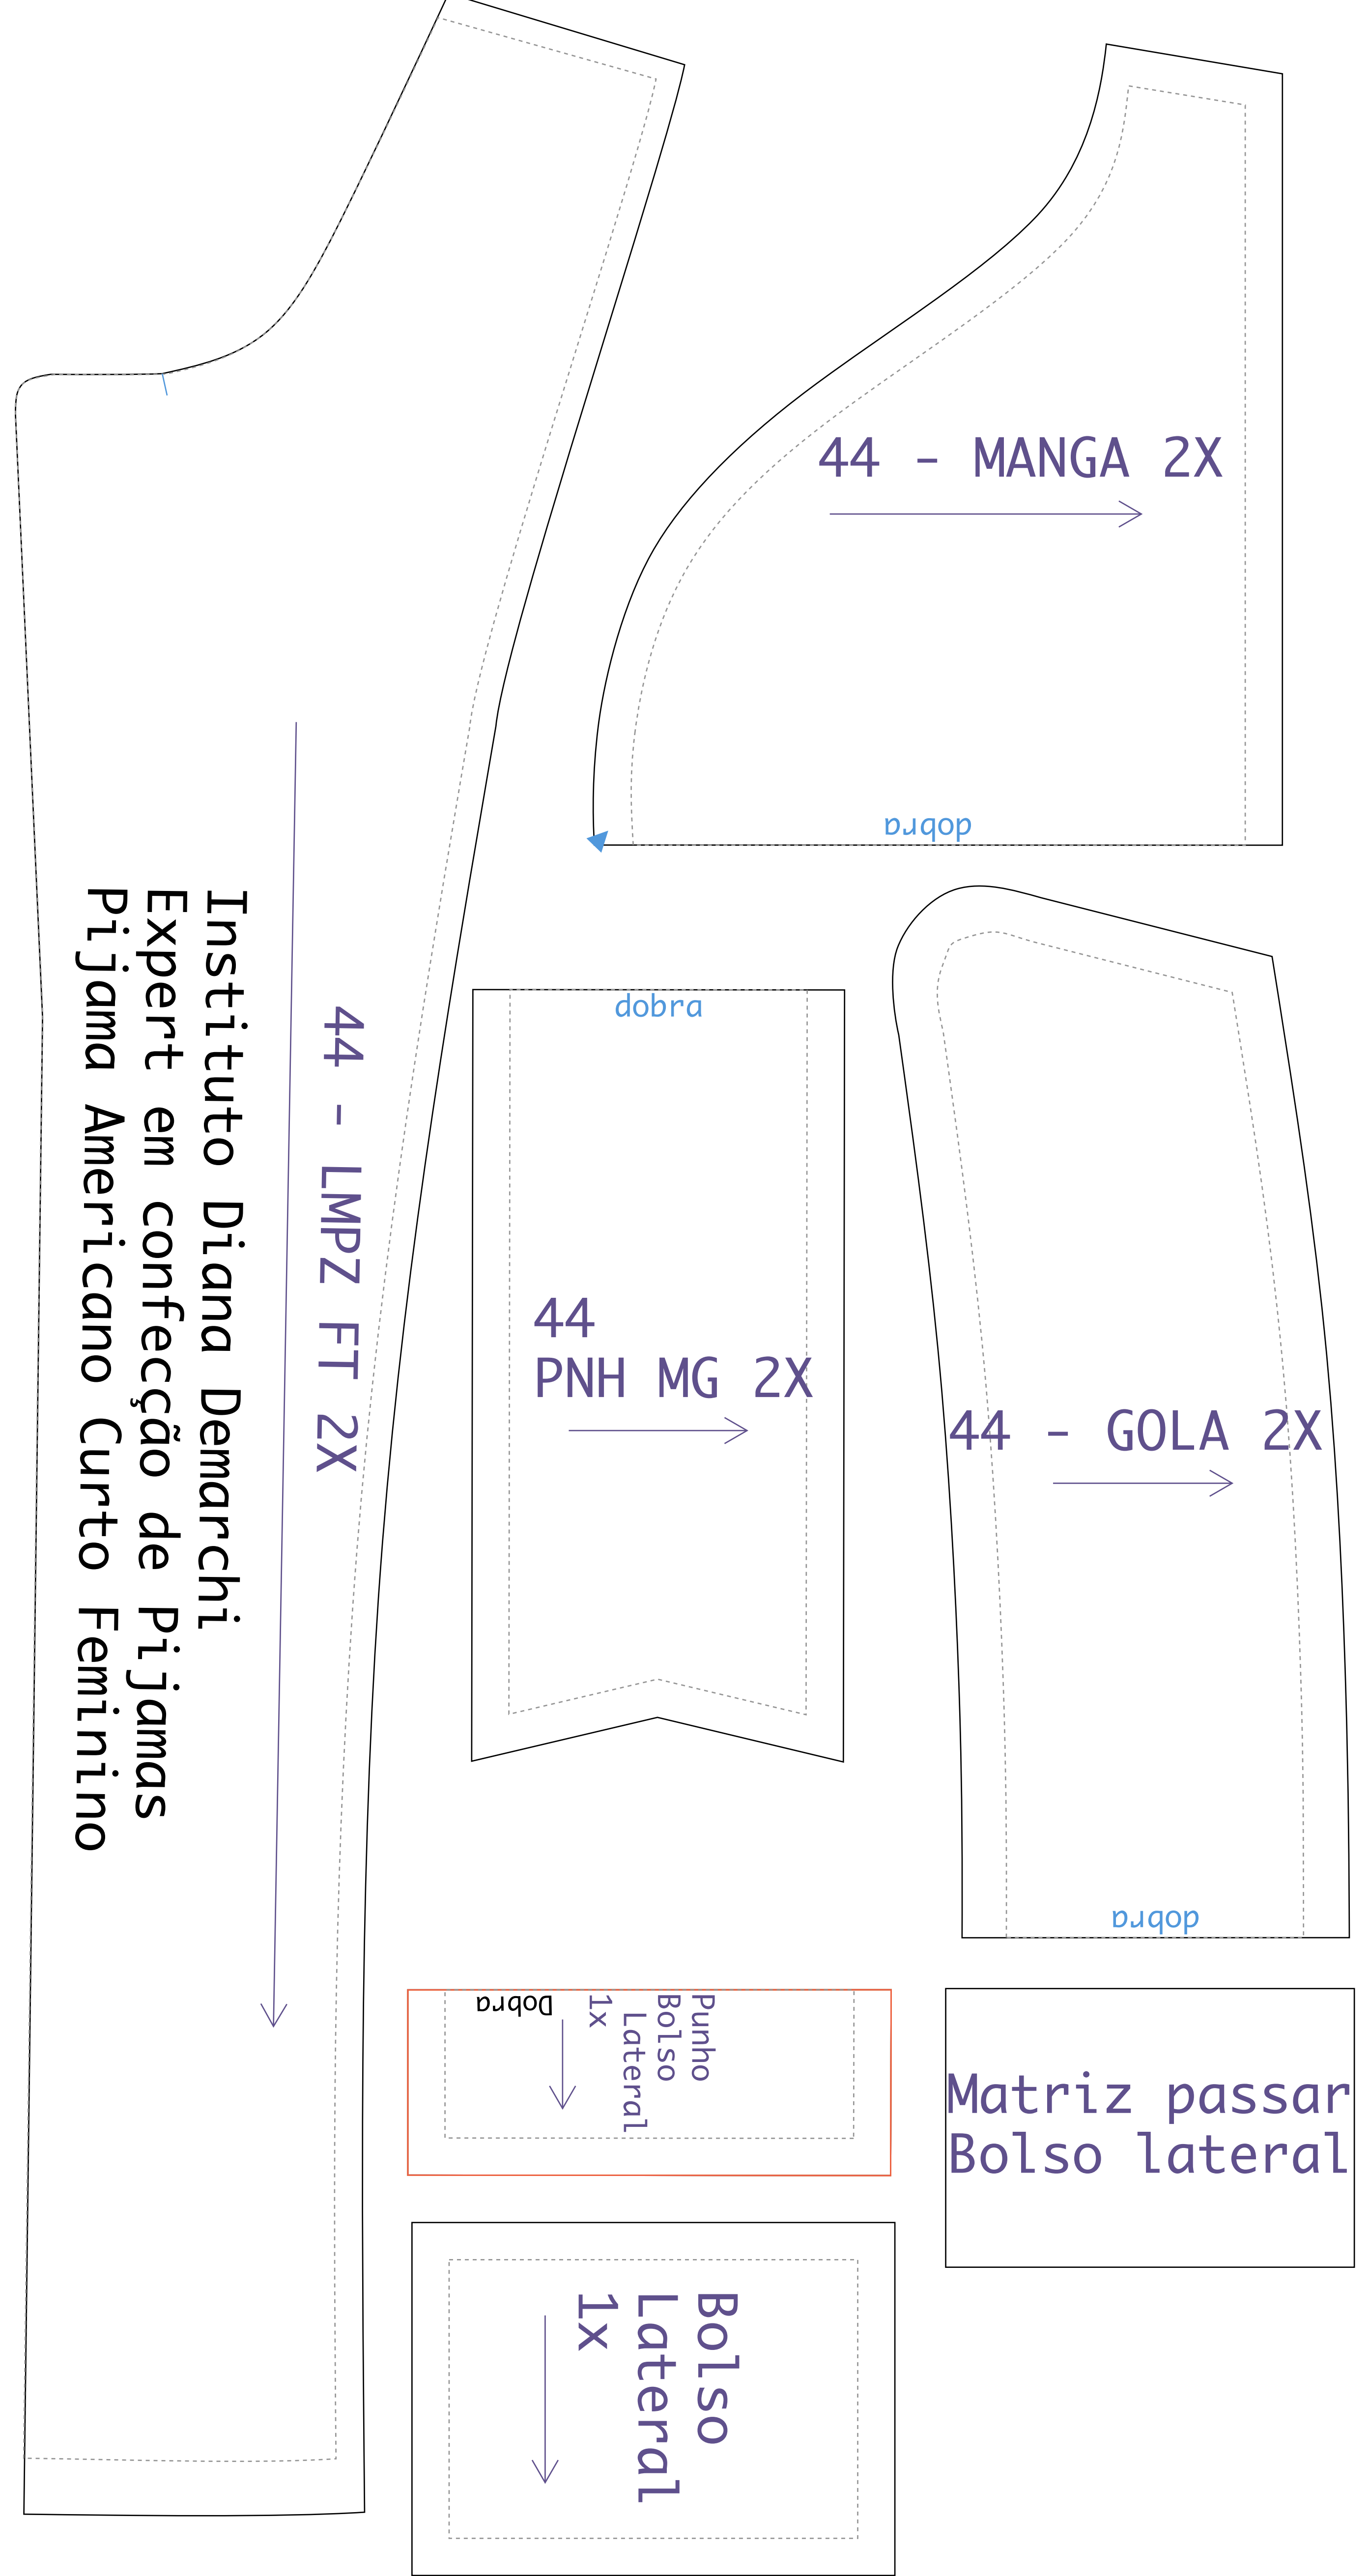 44 - MANGA 2X
dobra
Instituto Diana Demarchi
Expert em confecção de Pijamas
Pijama Americano Curto Feminino
44 - LMPZ FT 2X
dobra
44
PNH MG 2X
44 - GOLA 2X
dobra
Dobra
Punho
Bolso
Lateral
1x
Matriz passar
Bolso lateral
Bolso
Lateral
1x